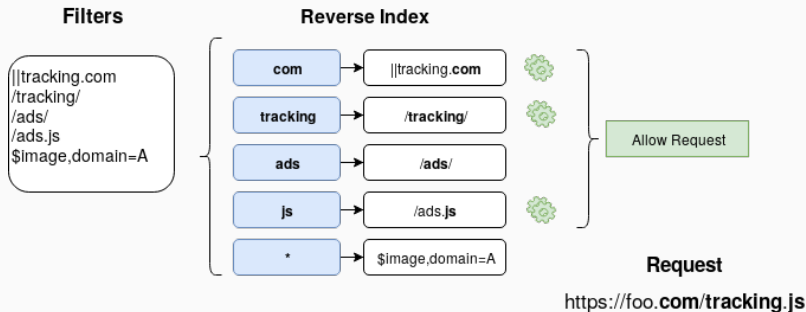 Filters
Reverse Index
||tracking.com
/tracking/
/ads/
/ads.js
$image,domain=A
com
||tracking.com
tracking
/tracking/
ads
/ads/
js
/ads.js
*
$image,domain=A
Allow Request
Request
https://foo.com/tracking.js